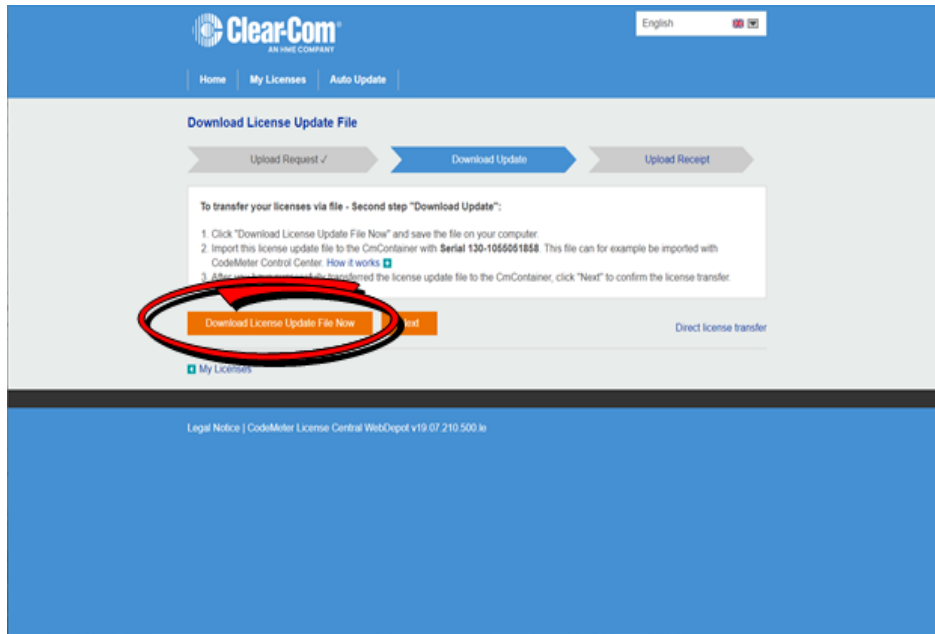 Clear-Com®
AN HME COMPANY
English
Home
My Licenses
Auto Update
Download License Update File
Upload Request ✓
Download Update
Upload Receipt
To transfer your licenses via file - Second step "Download Update":
1. Click "Download License Update File Now" and save the file on your computer.
2. Import this license update file to the CmContainer with Serial 130-1055051858. This file can for example be imported with
CodeMeter Control Center. How it works
3. After you have successfully transferred the license update file to the CmContainer, click "Next" to confirm the license transfer.
Download License Update File Now
Next
Direct license transfer
My Licenses
Legal Notice | CodeMeter License Central WebDepot v19.07.210.500.le